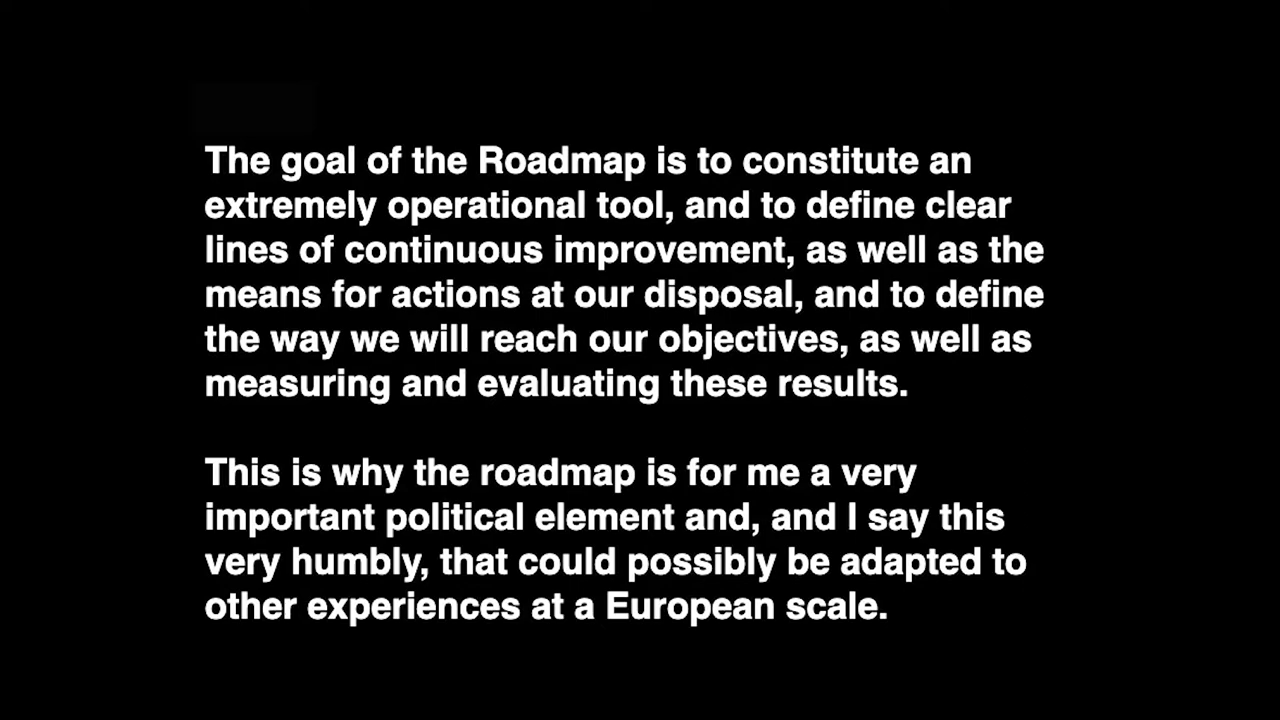 The goal of the Roadmap is to constitute an
extremely operational tool, and to define clear
lines of continuous improvement, as well as the
means for actions at our disposal, and to define
the way we will reach our objectives, as well as
measuring and evaluating these results.
This is why the roadmap is for me a very
important political element and, and I say this
very humbly, that could possibly be adapted to
other experiences at a European scale.